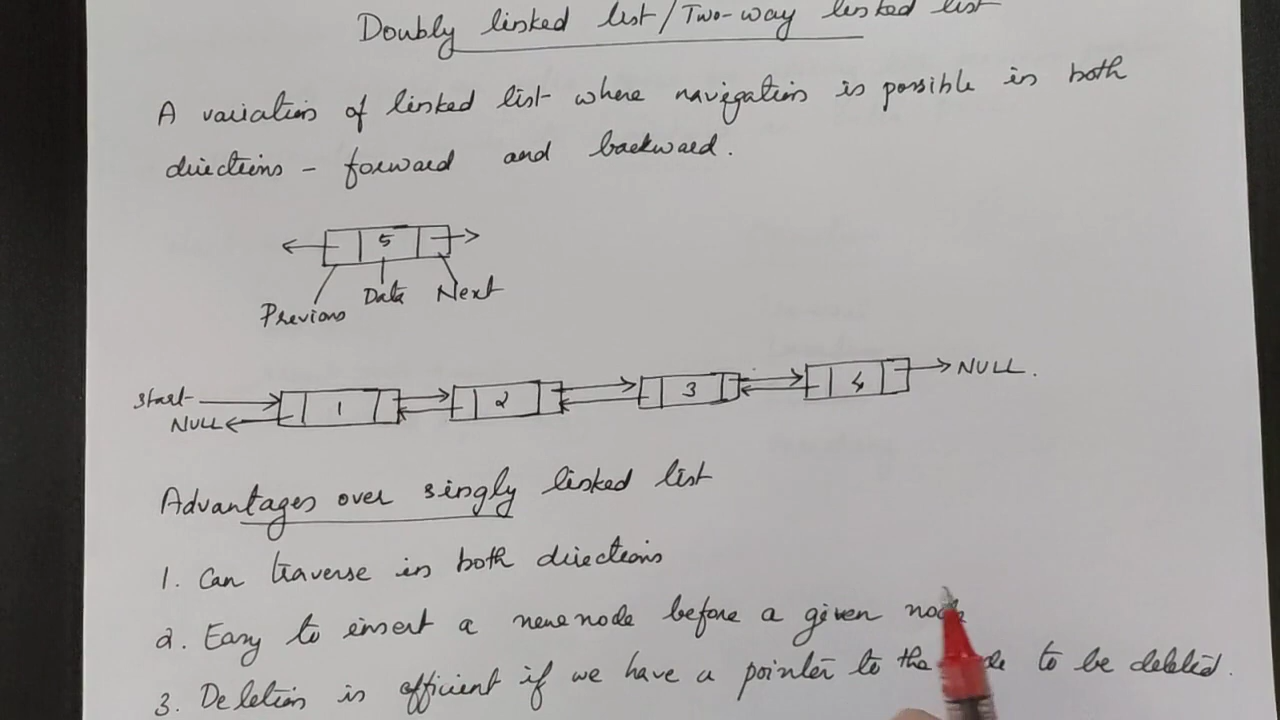 Doubly linked list/Two-way linked list
A variation of linked list where navigation is possible in both
directions - forward and backward.
5
Previous Data Next
Start
1 2 3 4 NULL.
NULL
Advantages over singly linked list
1. Can traverse in both directions
2. Easy to insert a new node before a given node
3. Deletion is efficient if we have a pointer to the node to be deleted.